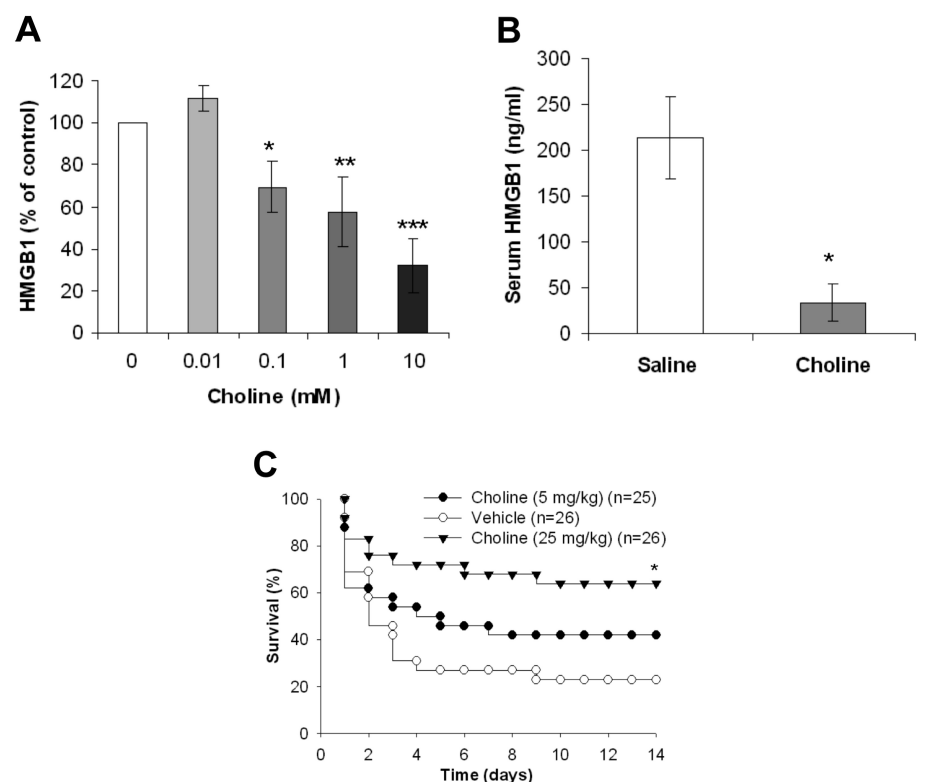 A
HMGB1 (% of control)
120
100
80
60
40
20
0
*
**
***
0 0.01 0.1 1 10
Choline (mM)
B
Serum HMGB1 (ng/ml)
300
250
200
150
100
50
0
*
Saline Choline
C
Survival (%)
100
80
60
40
20
0
Choline (5 mg/kg) (n=25)
Vehicle (n=26)
Choline (25 mg/kg) (n=26)
*
0 2 4 6 8 10 12 14
Time (days)